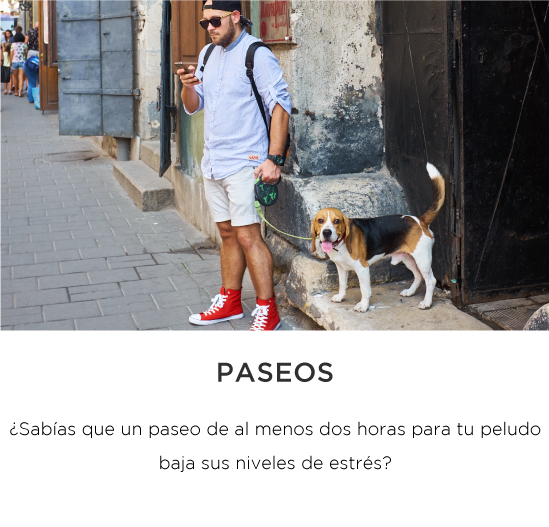 PASEOS
¿Sabías que un paseo de al menos dos horas para tu peludo
baja sus niveles de estrés?